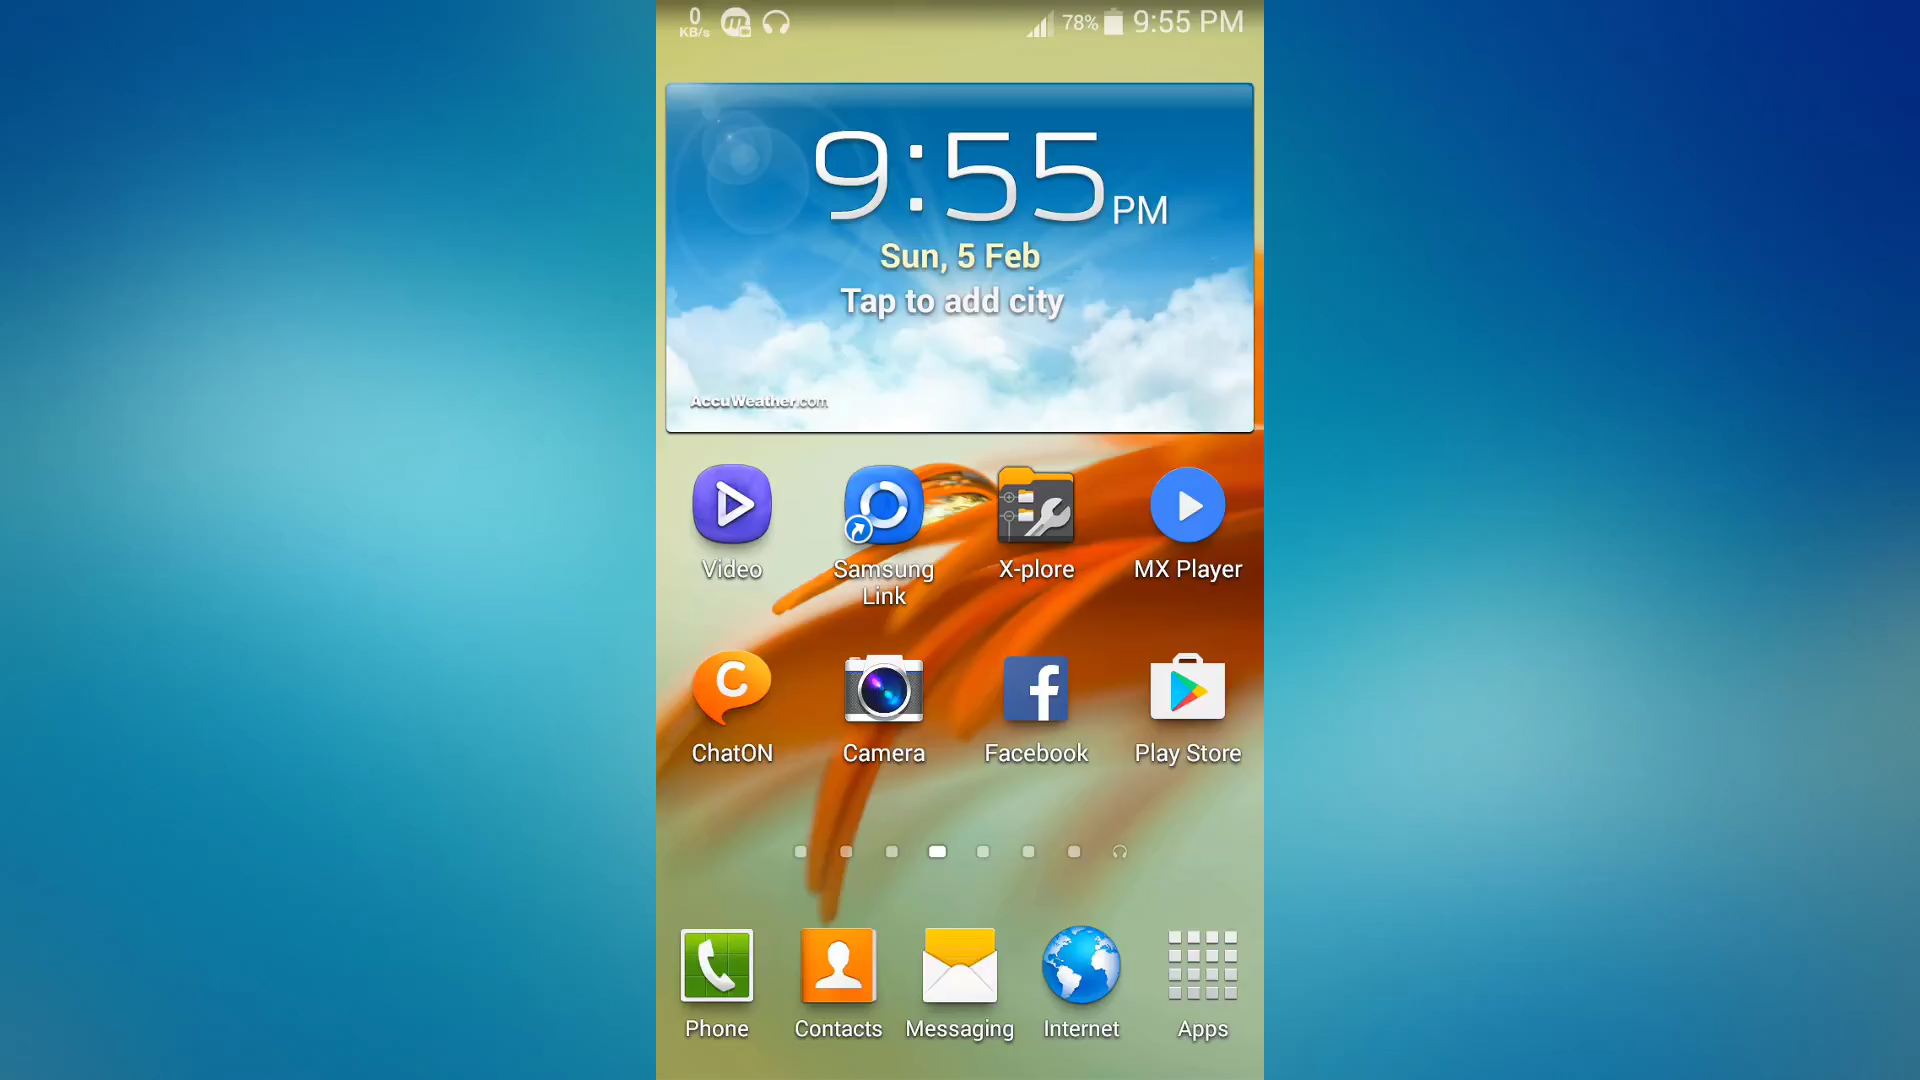 0
KB/s
78% 9:55 PM
9:55 PM
Sun, 5 Feb
Tap to add city
AccuWeather.com
Video
Samsung
Link
X-plore
MX Player
C
f
ChatON
Camera
Facebook
Play Store
Phone
Contacts
Messaging
Internet
Apps